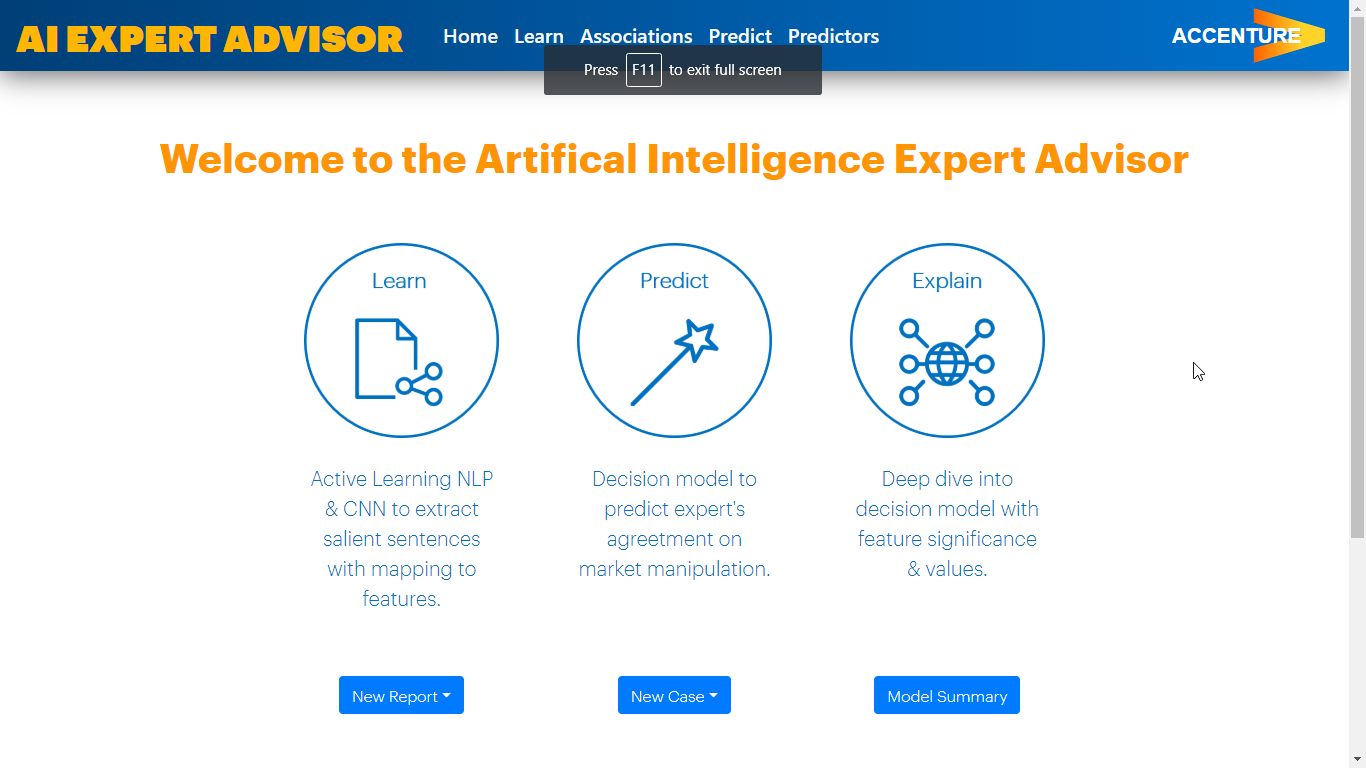 AI EXPERT ADVISOR
Home Learn Associations Predict Predictors
ACCENTURE
Press F11 to exit full screen
Welcome to the Artifical Intelligence Expert Advisor
Learn
Active Learning NLP
& CNN to extract
salient sentences
with mapping to
features.
New Report
Predict
Decision model to
predict expert's
agreetment on
market manipulation.
New Case
Explain
Deep dive into
decision model with
feature significance
& values.
Model Summary